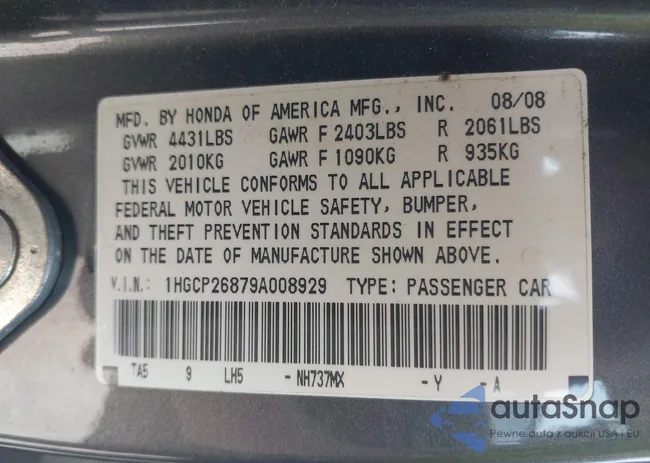 MFD. BY HONDA OF AMERICA MFG., INC. 08/08
GVWR 4431LBS GAWR F 2403LBS R 2061LBS
GVWR 2010KG GAWR F 1090KG R 935KG
THIS VEHICLE CONFORMS TO ALL APPLICABLE
FEDERAL MOTOR VEHICLE SAFETY, BUMPER,
AND THEFT PREVENTION STANDARDS IN EFFECT
ON THE DATE OF MANUFACTURE SHOWN ABOVE.
V.I.N.: 1HGCP26879A008929 TYPE: PASSENGER CAR
TA5 9 LH5 - NH737MX - Y - A
autaSnap
Pewne auta z aukcji USA i EU